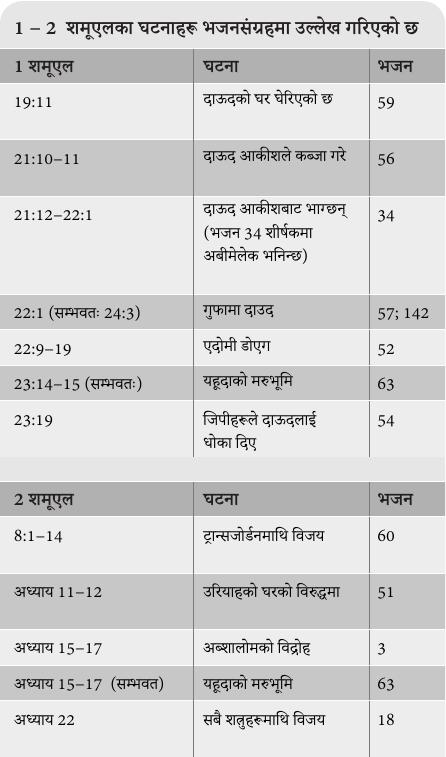 1 – 2 शमूएलका घटनाहरू भजनसंग्रहमा उल्लेख गरिएको छ
1 शमूएल घटना भजन
19:11 दाऊदको घर घेरिएको छ 59
21:10–11 दाऊद आकीशले कब्जा गरे 56
21:12–22:1 दाऊद आकीशबाट भाग्छन् 34
(भजन 34 शीर्षकमा
अबीमेलेक भनिन्छ)
22:1 (सम्भवतः 24:3) गुफामा दाउद 57; 142
22:9–19 एदोमी डोएग 52
23:14–15 (सम्भवतः) यहूदाको मरुभूमि 63
23:19 जिपीहरूले दाऊदलाई 54
धोका दिए
2 शमूएल घटना भजन
8:1–14 ट्रान्सजोर्डनमाथि विजय 60
अध्याय 11–12 उरियाहको घरको विरुद्धमा 51
अध्याय 15–17 अब्शालोमको विद्रोह 3
अध्याय 15–17 (सम्भवत) यहूदाको मरुभूमि 63
अध्याय 22 सबै शत्रुहरूमाथि विजय 18